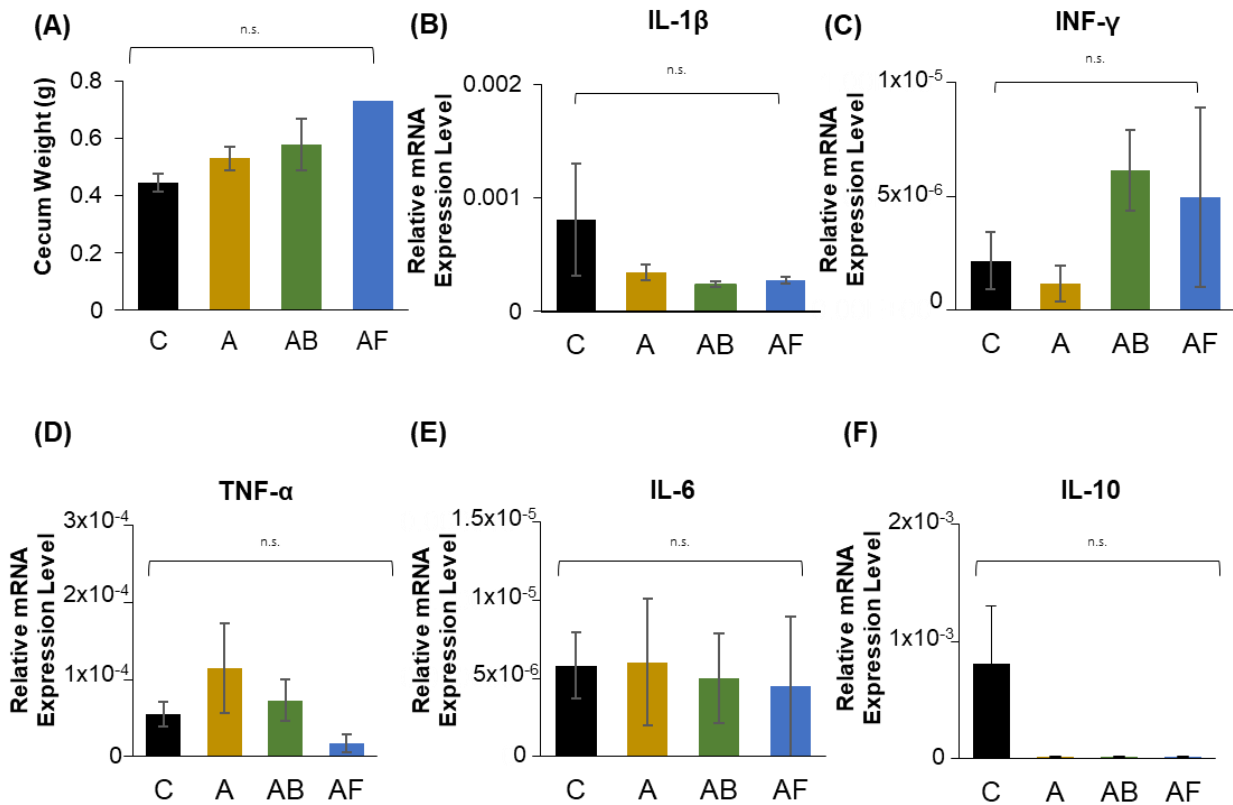 (A)
n.s.
Cecum Weight (g)
0.8
0.6
0.4
0.2
0
C A AB AF
(B)
IL-1β
n.s.
Relative mRNA
Expression Level
0.002
0.001
0
C A AB AF
(C)
INF-γ
n.s.
Relative mRNA
Expression Level
1x10-5
5x10-6
0
C A AB AF
(D)
TNF-α
n.s.
Relative mRNA
Expression Level
3x10-4
2x10-4
1x10-4
0
C A AB AF
(E)
IL-6
n.s.
Relative mRNA
Expression Level
1.5x10-5
1x10-5
5x10-6
0
C A AB AF
(F)
IL-10
n.s.
Relative mRNA
Expression Level
2x10-3
1x10-3
0
C A AB AF